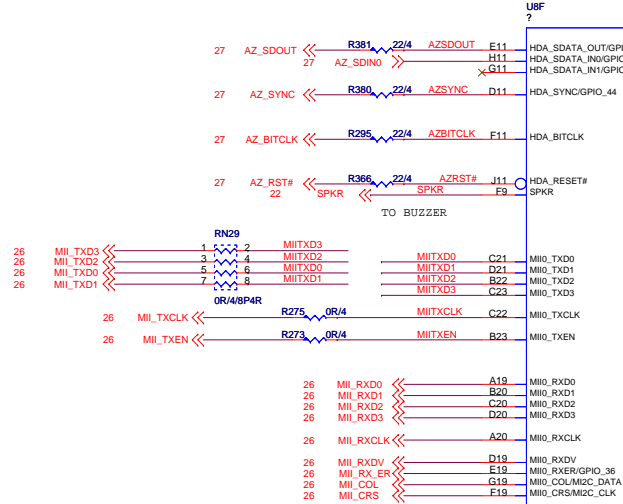 U8F
?
27 AZ_SDOUT R381 22/4 AZSDOUT E11 HDA_SDATA_OUT/GPI
27 AZ_SDIN0 H11 HDA_SDATA_IN0/GPIO
G11 HDA_SDATA_IN1/GPIO
27 AZ_SYNC R380 22/4 AZSYNC D11 HDA_SYNC/GPIO_44
27 AZ_BITCLK R295 22/4 AZBITCLK F11 HDA_BITCLK
27 AZ_RST# R366 22/4 AZRST# J11 HDA_RESET#
22 SPKR SPKR F9 SPKR
TO BUZZER
RN29
26 MII_TXD3 1 2 MIITXD3
26 MII_TXD2 3 4 MIITXD2 MIITXD0 C21 MII0_TXD0
26 MII_TXD0 5 6 MIITXD0 MIITXD1 D21 MII0_TXD1
26 MII_TXD1 7 8 MIITXD1 MIITXD2 B22 MII0_TXD2
MIITXD3 C23 MII0_TXD3
0R/4/8P4R
26 MII_TXCLK R275 0R/4 MIITXCLK C22 MII0_TXCLK
26 MII_TXEN R273 0R/4 MIITXEN B23 MII0_TXEN
26 MII_RXD0 A19 MII0_RXD0
26 MII_RXD1 B20 MII0_RXD1
26 MII_RXD2 C20 MII0_RXD2
26 MII_RXD3 D20 MII0_RXD3
26 MII_RXCLK A20 MII0_RXCLK
26 MII_RXDV D19 MII0_RXDV
26 MII_RX_ER E19 MII0_RXER/GPIO_36
26 MII_COL G19 MII0_COL/MI2C_DATA
26 MII_CRS F19 MII0_CRS/MI2C_CLK